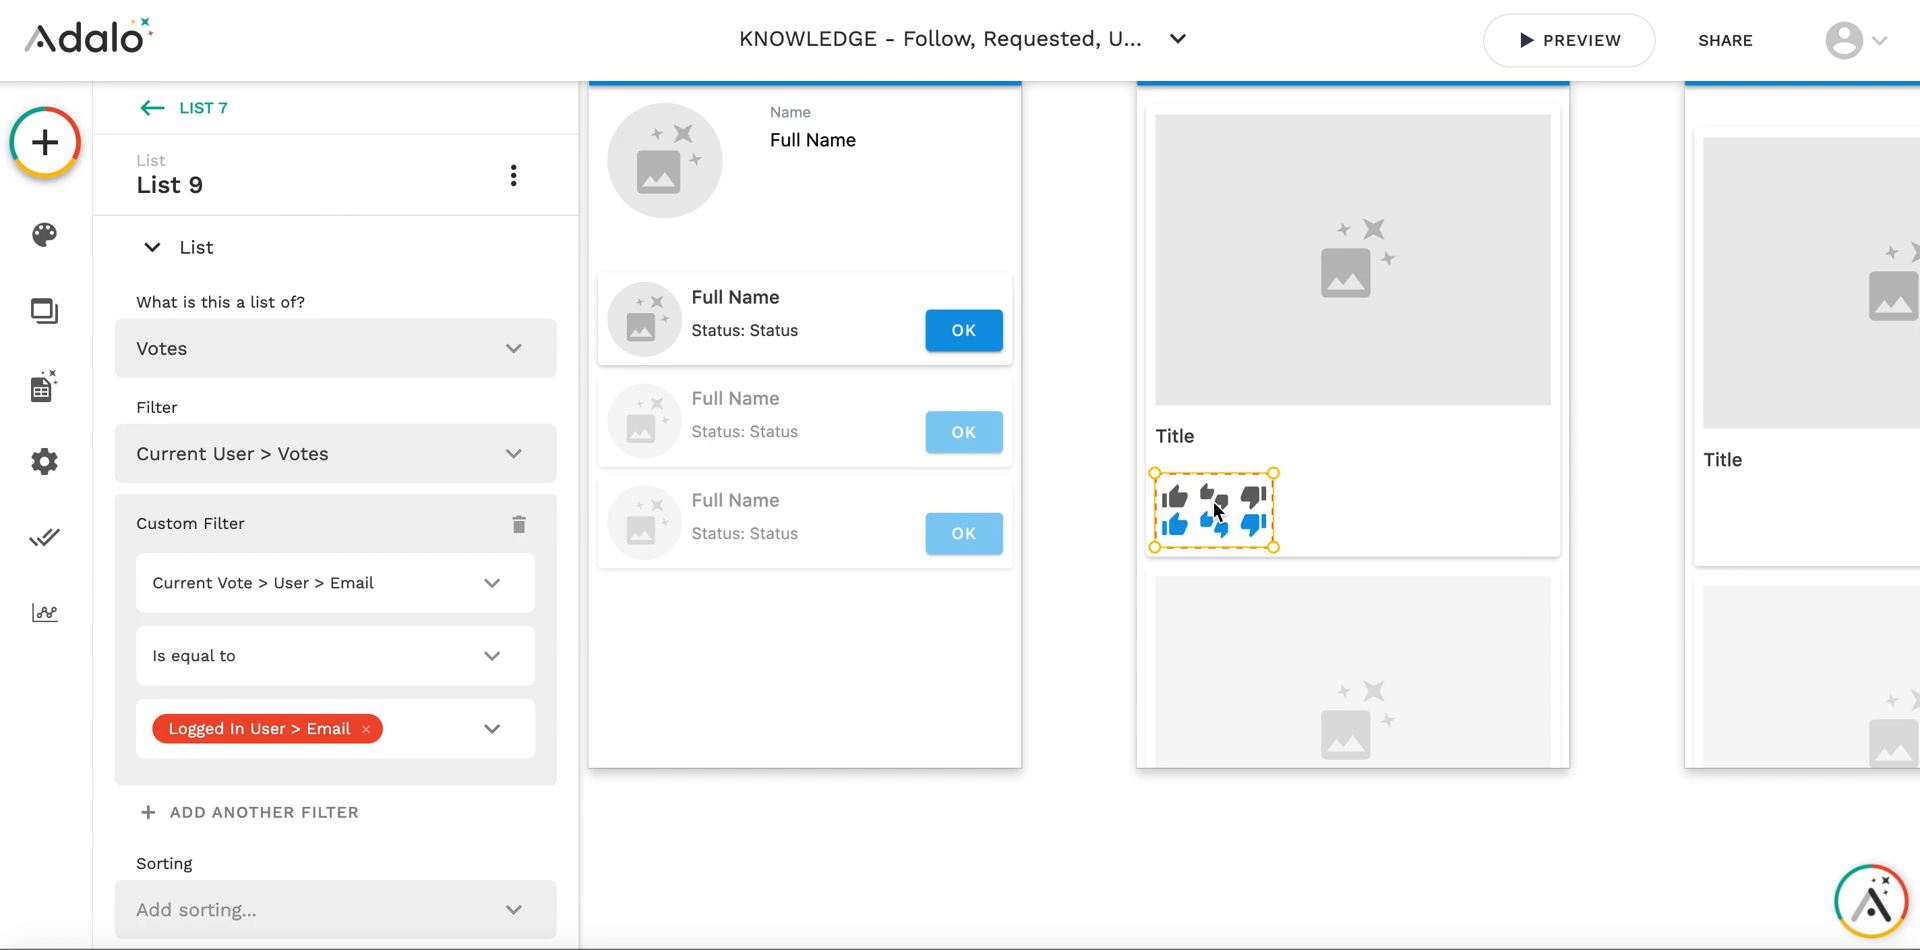 Adalo
KNOWLEDGE - Follow, Requested, U...
PREVIEW
SHARE
LIST 7
List
List 9
List
What is this a list of?
Votes
Filter
Current User > Votes
Custom Filter
Current Vote > User > Email
Is equal to
Logged In User > Email ×
+ ADD ANOTHER FILTER
Sorting
Add sorting...
Name
Full Name
Full Name
Status: Status
OK
Full Name
Status: Status
OK
Full Name
Status: Status
OK
Title
Title